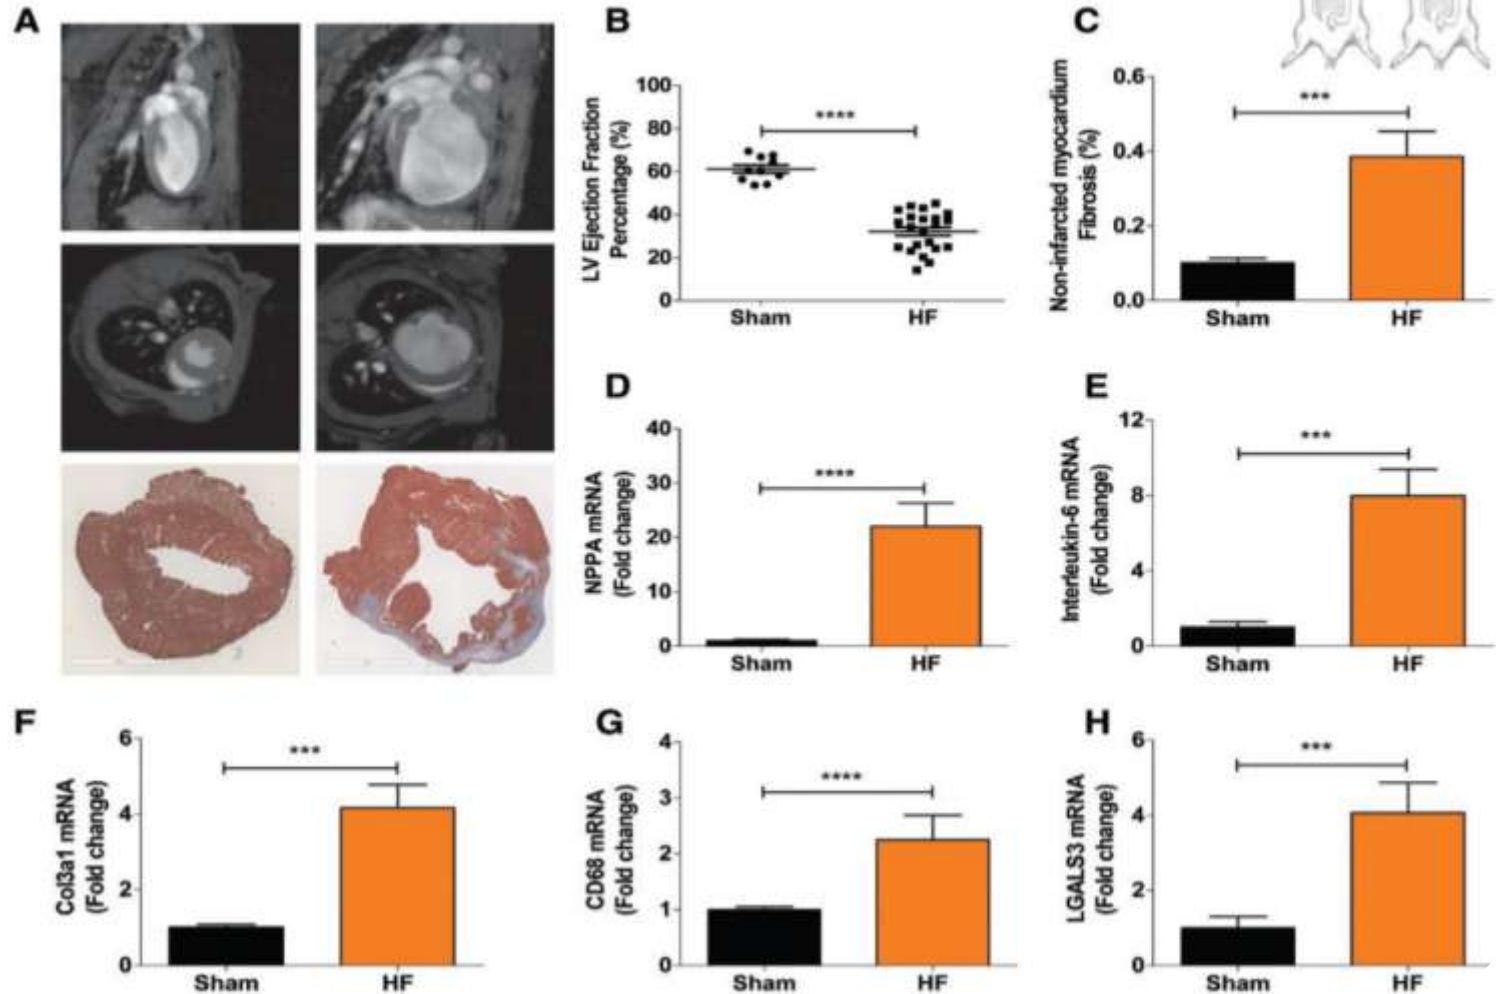 A
B
LV Ejection Fraction
Percentage (%)
100
80
60
40
20
0
****
Sham HF
C
Non-infarcted myocardium
Fibrosis (%)
0.6
0.4
0.2
0.0
***
Sham HF
D
NPPA mRNA
(Fold change)
40
30
20
10
0
****
Sham HF
E
Interleukin-6 mRNA
(Fold change)
12
8
4
0
***
Sham HF
F
Col3a1 mRNA
(Fold change)
6
4
2
0
***
Sham HF
G
CD68 mRNA
(Fold change)
4
3
2
1
0
****
Sham HF
H
LGALS3 mRNA
(Fold change)
6
4
2
0
***
Sham HF